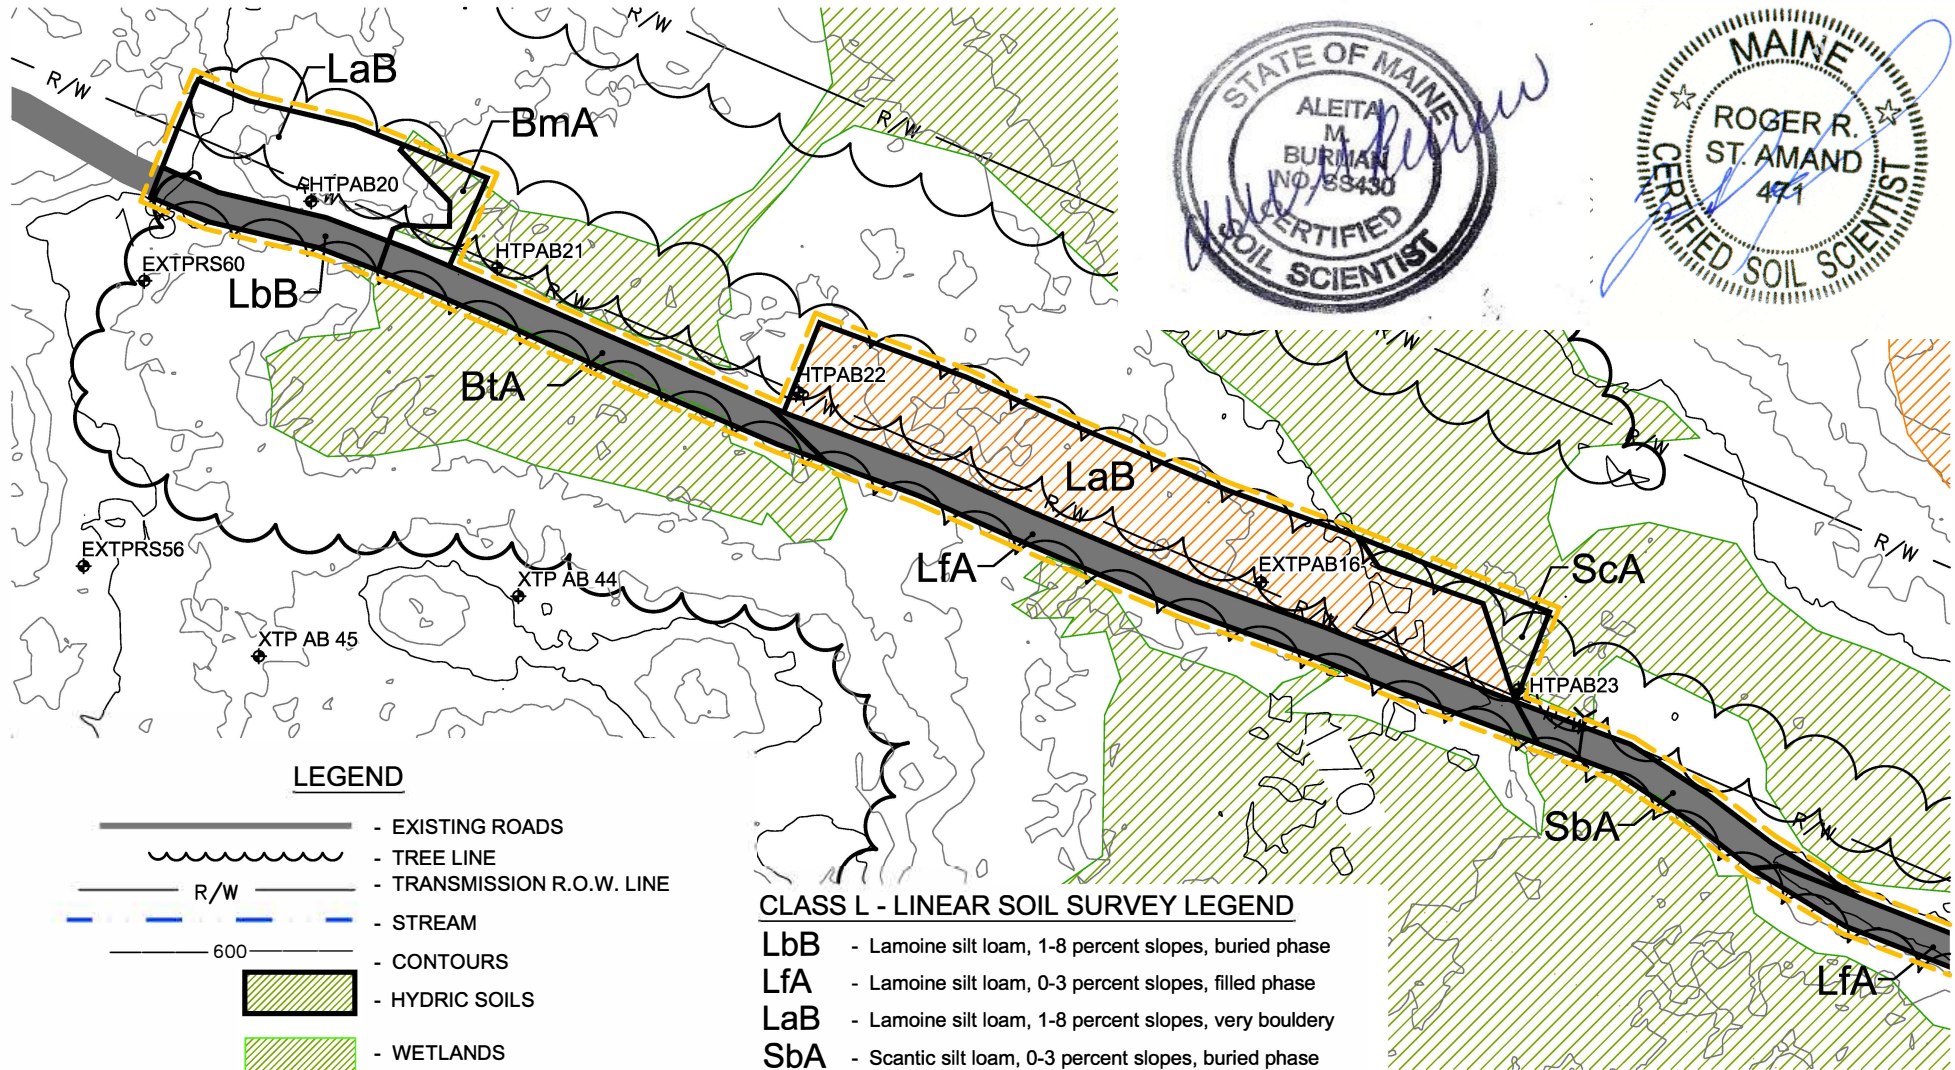 R/W
R/W
R/W
LaB
BmA
HTPAB20
R/W
HTPAB21
EXTPRS60
LbB
R/W
BtA
HTPAB22
R/W
LaB
R/W
LfA
EXTPAB16
R/W
ScA
R/W
R/W
R/W
HTPAB23
R/W
SbA
R/W
LfA
EXTPRS56
XTP AB 44
XTP AB 45
STATE OF MAINE
ALEITA
M.
BURMAN
NO. SS430
CERTIFIED
SOIL SCIENTIST
MAINE
ROGER R.
ST. AMAND
471
CERTIFIED SOIL SCIENTIST
LEGEND
- EXISTING ROADS
- TREE LINE
R/W - TRANSMISSION R.O.W. LINE
- STREAM
600 - CONTOURS
- HYDRIC SOILS
- WETLANDS
CLASS L - LINEAR SOIL SURVEY LEGEND
LbB - Lamoine silt loam, 1-8 percent slopes, buried phase
LfA - Lamoine silt loam, 0-3 percent slopes, filled phase
LaB - Lamoine silt loam, 1-8 percent slopes, very bouldery
SbA - Scantic silt loam, 0-3 percent slopes, buried phase